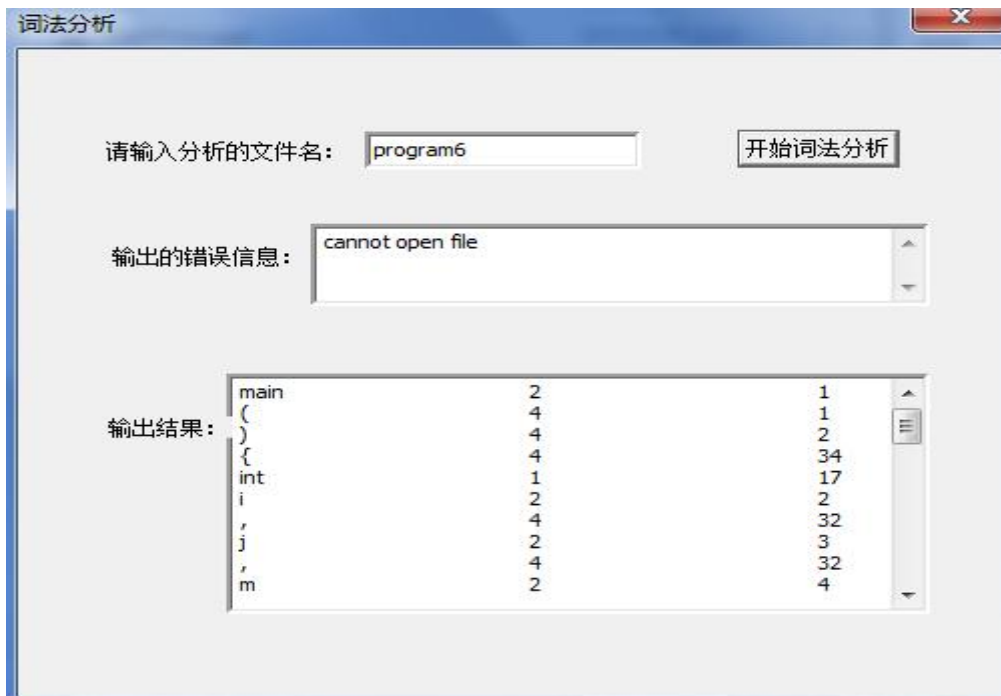 词法分析
请输入分析的文件名： program6 开始词法分析
输出的错误信息： cannot open file
输出结果：
main 2 1
( 4 1
) 4 2
{ 4 34
int 1 17
i 2 2
, 4 32
j 2 3
, 4 32
m 2 4